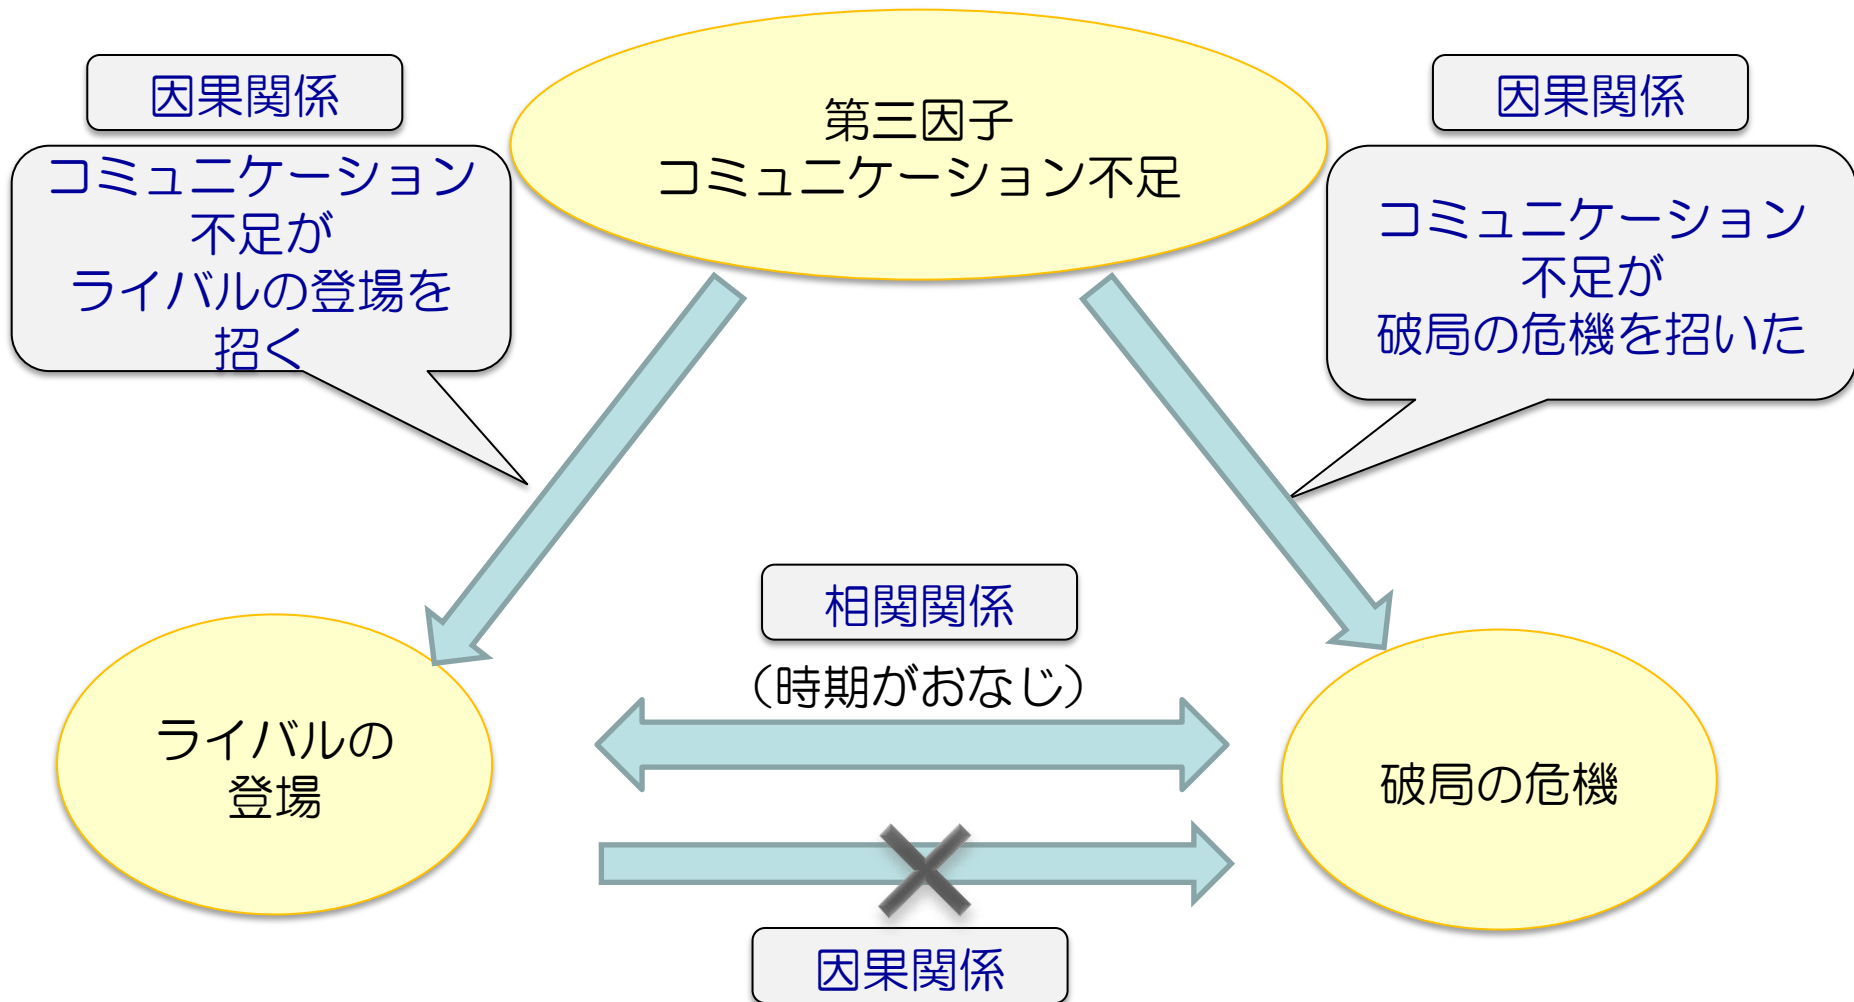 因果関係
コミュニケーション
不足が
ライバルの登場を
招く
第三因子
コミュニケーション不足
因果関係
コミュニケーション
不足が
破局の危機を招いた
相関関係
（時期がおなじ）
ライバルの
登場
破局の危機
因果関係